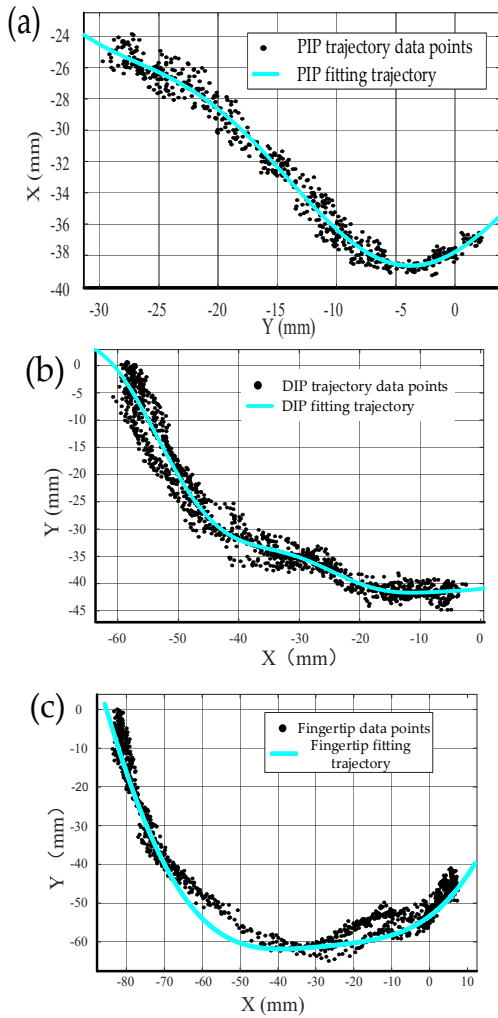 (a)
PIP trajectory data points
PIP fitting trajectory
X (mm)
-24
-26
-28
-30
-32
-34
-36
-38
-40
-30 -25 -20 -15 -10 -5 0
Y (mm)
(b)
DIP trajectory data points
DIP fitting trajectory
Y (mm)
0
-5
-10
-15
-20
-25
-30
-35
-40
-45
-60 -50 -40 -30 -20 -10 0
X (mm)
(c)
Fingertip data points
Fingertip fitting
trajectory
Y (mm)
0
-10
-20
-30
-40
-50
-60
-80 -70 -60 -50 -40 -30 -20 -10 0 10
X (mm)